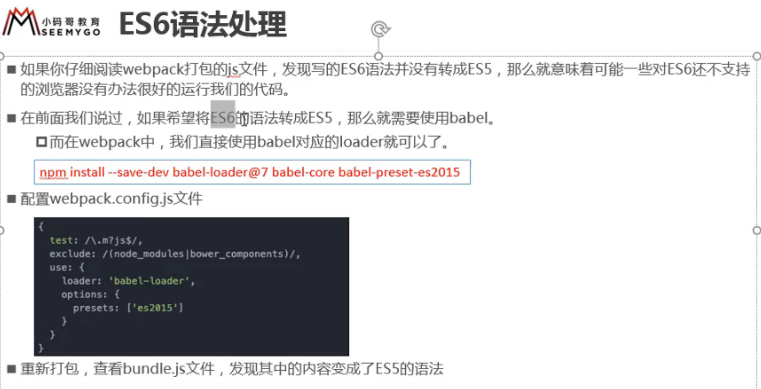 小码哥教育
SEEMYGO
ES6语法处理
如果你仔细阅读webpack打包的js文件，发现写的ES6语法并没有转成ES5，那么就意味着可能一些对ES6还不支持
的浏览器没有办法很好的运行我们的代码。
在前面我们说过，如果希望将ES6的语法转成ES5，那么就需要使用babel。
而在webpack中，我们直接使用babel对应的loader就可以了。
npm install --save-dev babel-loader@7 babel-core babel-preset-es2015
配置webpack.config.js文件
{
test: /\.m?js$/,
exclude: /(node_modules|bower_components)/,
use: {
loader: 'babel-loader',
options: {
presets: ['es2015']
}
}
}
重新打包，查看bundle.js文件，发现其中的内容变成了ES5的语法